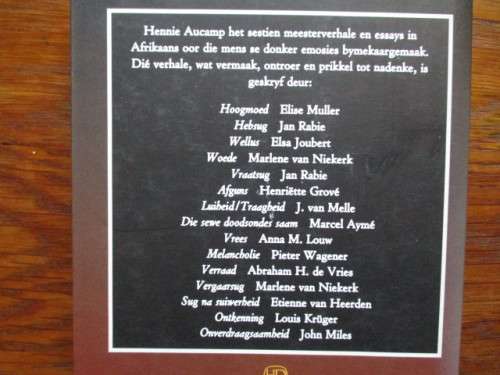 Hennie Aucamp het sestien meesterverhale en essays in
Afrikaans oor die mens se donker emosies bymekaargemaak.
Dié verhale, wat vermaak, ontroer en prikkel tot nadenke, is
geskryf deur:
Hoogmoed Elise Muller
Hebsug Jan Rabie
Wellus Elsa Joubert
Woede Marlene van Niekerk
Vraatsug Jan Rabie
Afguns Henriëtte Grové
Luiheid/Traagheid J. van Melle
Die sewe doodsondes saam Marcel Aymé
Vrees Anna M. Louw
Melancholie Pieter Wagener
Verraad Abraham H. de Vries
Vergaarsug Marlene van Niekerk
Sug na suiwerheid Etienne van Heerden
Ontkenning Louis Krüger
Onverdraagsaamheid John Miles